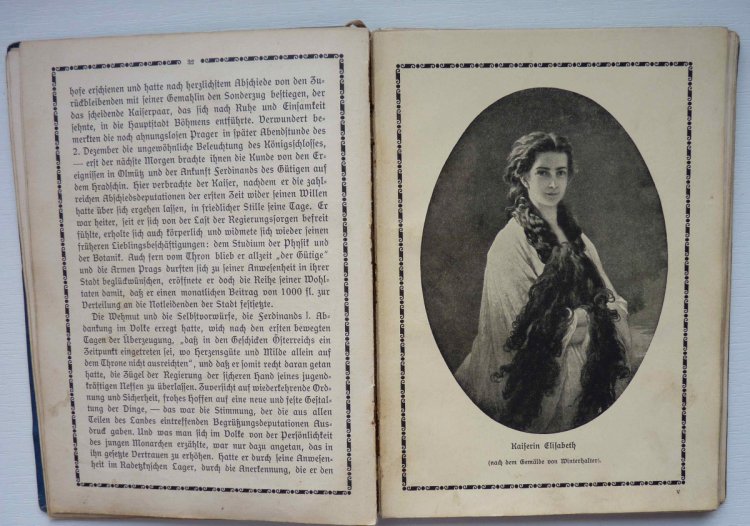 32
hofe erschienen und hatte nach herzlichstem Abschiede von den Zu-
rückbleibenden mit seiner Gemahlin den Sonderzug bestiegen, der
das scheidende Kaiserpaar, das sich nach Ruhe und Einsamkeit
sehnte, in die Hauptstadt Böhmens entführte. Verwundert be-
merkten die noch ahnungslosen Prager in später Abendstunde des
2. Dezember die ungewöhnliche Beleuchtung des Königschlosses,
— erst der nächste Morgen brachte ihnen die Kunde von den Er-
eignissen in Olmütz und der Ankunft Ferdinands des Gütigen auf
dem Hradschin. Hier verbrachte der Kaiser, nachdem er die zahl-
reichen Abschiedsdeputationen der ersten Zeit wider seinen Willen
hatte über sich ergehen lassen, in friedlicher Stille seine Tage. Er
war heiter, seit er sich von der Last der Regierungssorgen befreit
fühlte, erholte sich auch körperlich und widmete sich wieder seinen
früheren Lieblingsbeschäftigungen: dem Studium der Physik und
der Botanik. Auch fern vom Thron blieb er allzeit „der Gütige“
und die Armen Prags durften sich zu seiner Anwesenheit in ihrer
Stadt beglückwünschen, eröffnete er doch die Reihe seiner Wohl-
taten damit, daß er einen monatlichen Beitrag von 1000 fl. zur
Verteilung an die Notleidenden der Stadt festsetzte.
Die Wehmut und die Selbstvorwürfe, die Ferdinands I. Ab-
dankung im Volke erregt hatte, wich nach den ersten bewegten
Tagen der Überzeugung, „daß in den Geschicken Österreichs ein
Zeitpunkt eingetreten sei, wo Herzensgüte und Milde allein auf
dem Throne nicht ausreichten“, und daß er somit recht daran getan
hatte, die Zügel der Regierung der sicheren Hand seines jugend-
kräftigen Neffen zu überlassen. Zuversicht auf wiederkehrende Ord-
nung und Sicherheit, frohes Hoffen auf eine neue und feste Gestal-
tung der Dinge, — das war die Stimmung, der die aus allen
Teilen des Landes eintreffenden Begrüßungsdeputationen Aus-
druck gaben. Und was man sich im Volke von der Persönlichkeit
des jungen Monarchen erzählte, war nur dazu angetan, das in
ihn gesetzte Vertrauen zu erhöhen. Hatte er durch seine Anwesen-
heit im Radetzkyschen Lager, durch die Anerkennung, die er den
Kaiserin Elisabeth
(nach dem Gemälde von Winterhalter).
V